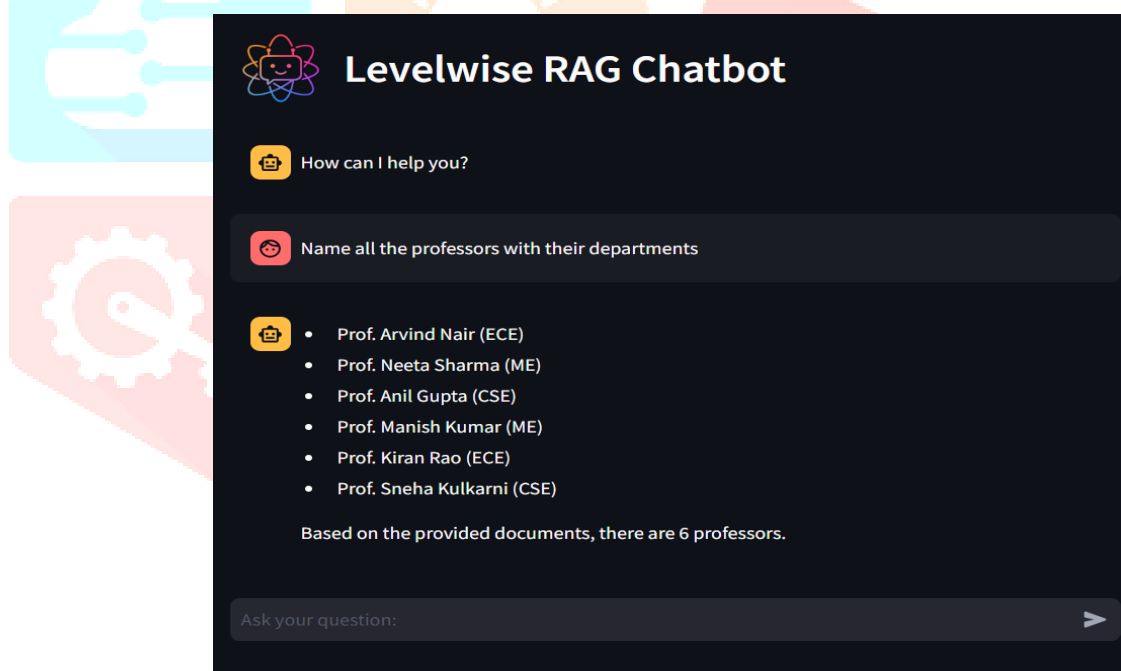 Levelwise RAG Chatbot
How can I help you?
Name all the professors with their departments
• Prof. Arvind Nair (ECE)
• Prof. Neeta Sharma (ME)
• Prof. Anil Gupta (CSE)
• Prof. Manish Kumar (ME)
• Prof. Kiran Rao (ECE)
• Prof. Sneha Kulkarni (CSE)
Based on the provided documents, there are 6 professors.
Ask your question: